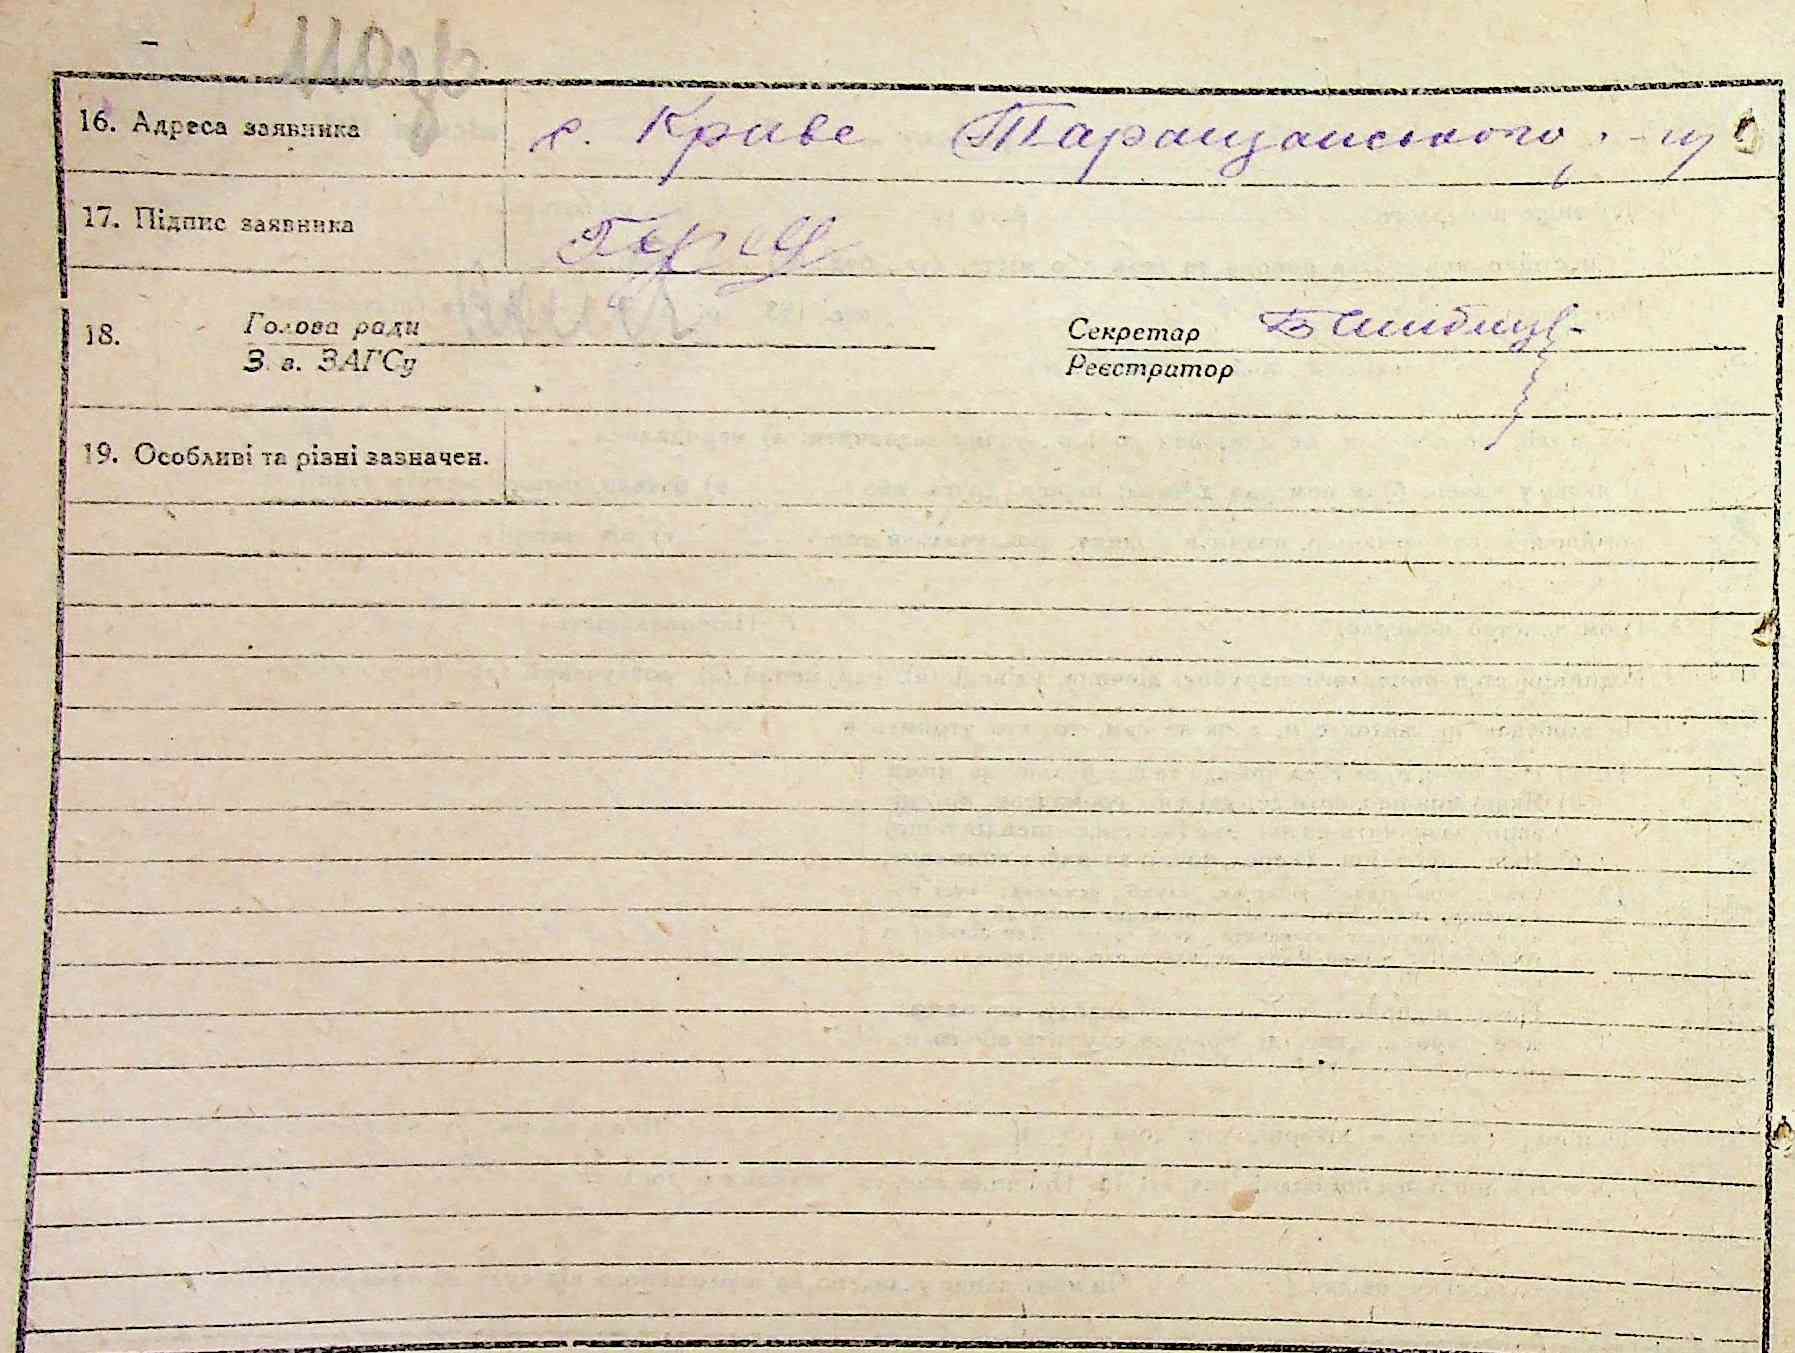 16. Адреса заявника с. Криве Таращанського р-ну
17. Підпис заявника
18. Голова ради Секретар
З. в. ЗАГСу Реєстратор
19. Особливі та різні зазначен.